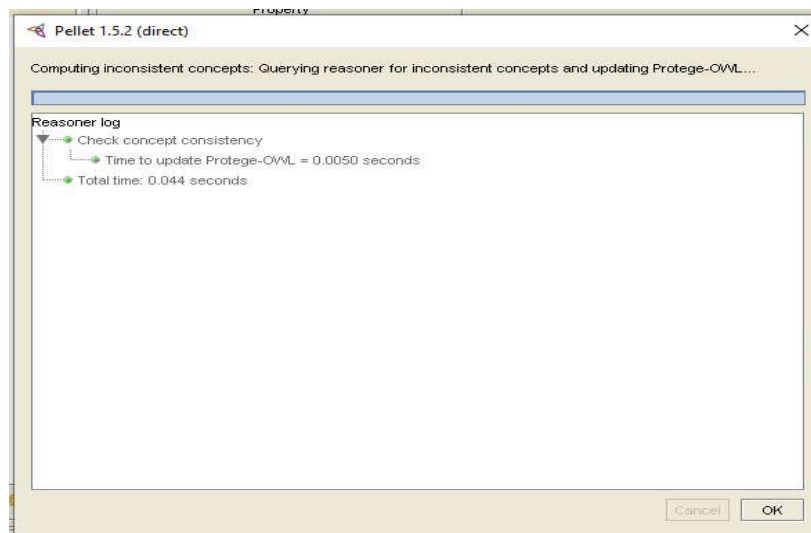 Property
Pellet 1.5.2 (direct)
Computing inconsistent concepts: Querying reasoner for inconsistent concepts and updating Protege-OWL...
Reasoner log
Check concept consistency
Time to update Protege-OWL = 0.0050 seconds
Total time: 0.044 seconds
Cancel OK